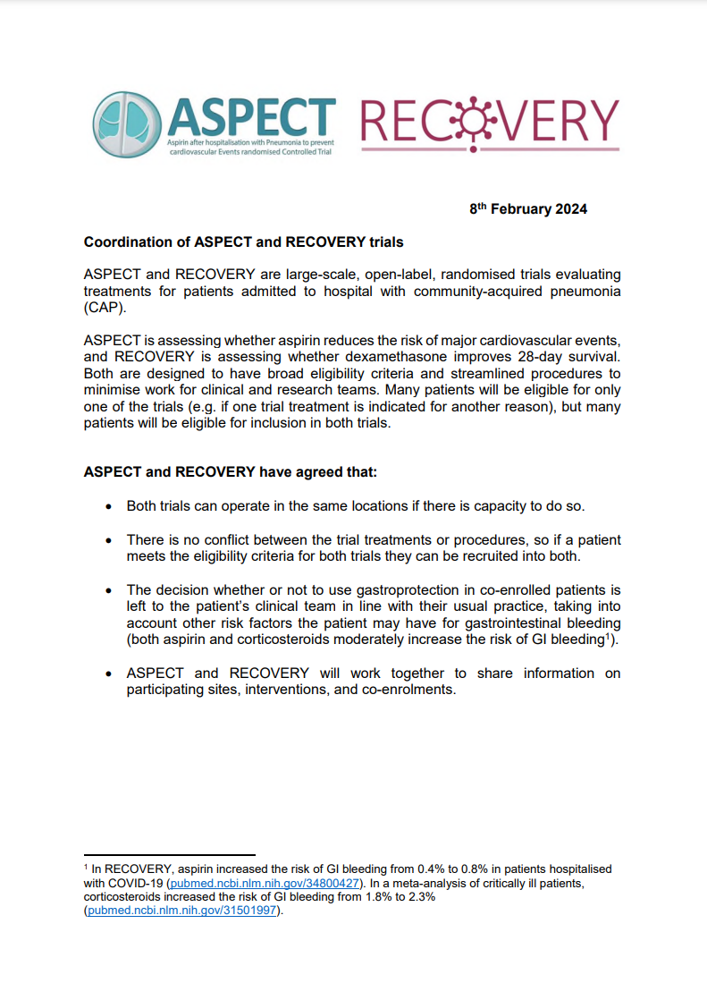 ASPECT
Aspirin after hospitalisation with Pneumonia to prevent
cardiovascular Events randomised Controlled Trial
RECOVERY
8th February 2024
Coordination of ASPECT and RECOVERY trials
ASPECT and RECOVERY are large-scale, open-label, randomised trials evaluating
treatments for patients admitted to hospital with community-acquired pneumonia
(CAP).
ASPECT is assessing whether aspirin reduces the risk of major cardiovascular events,
and RECOVERY is assessing whether dexamethasone improves 28-day survival.
Both are designed to have broad eligibility criteria and streamlined procedures to
minimise work for clinical and research teams. Many patients will be eligible for only
one of the trials (e.g. if one trial treatment is indicated for another reason), but many
patients will be eligible for inclusion in both trials.
ASPECT and RECOVERY have agreed that:
• Both trials can operate in the same locations if there is capacity to do so.
• There is no conflict between the trial treatments or procedures, so if a patient
meets the eligibility criteria for both trials they can be recruited into both.
• The decision whether or not to use gastroprotection in co-enrolled patients is
left to the patient's clinical team in line with their usual practice, taking into
account other risk factors the patient may have for gastrointestinal bleeding
(both aspirin and corticosteroids moderately increase the risk of GI bleeding1).
• ASPECT and RECOVERY will work together to share information on
participating sites, interventions, and co-enrolments.
1 In RECOVERY, aspirin increased the risk of GI bleeding from 0.4% to 0.8% in patients hospitalised
with COVID-19 (pubmed.ncbi.nlm.nih.gov/34800427). In a meta-analysis of critically ill patients,
corticosteroids increased the risk of GI bleeding from 1.8% to 2.3%
(pubmed.ncbi.nlm.nih.gov/31501997).